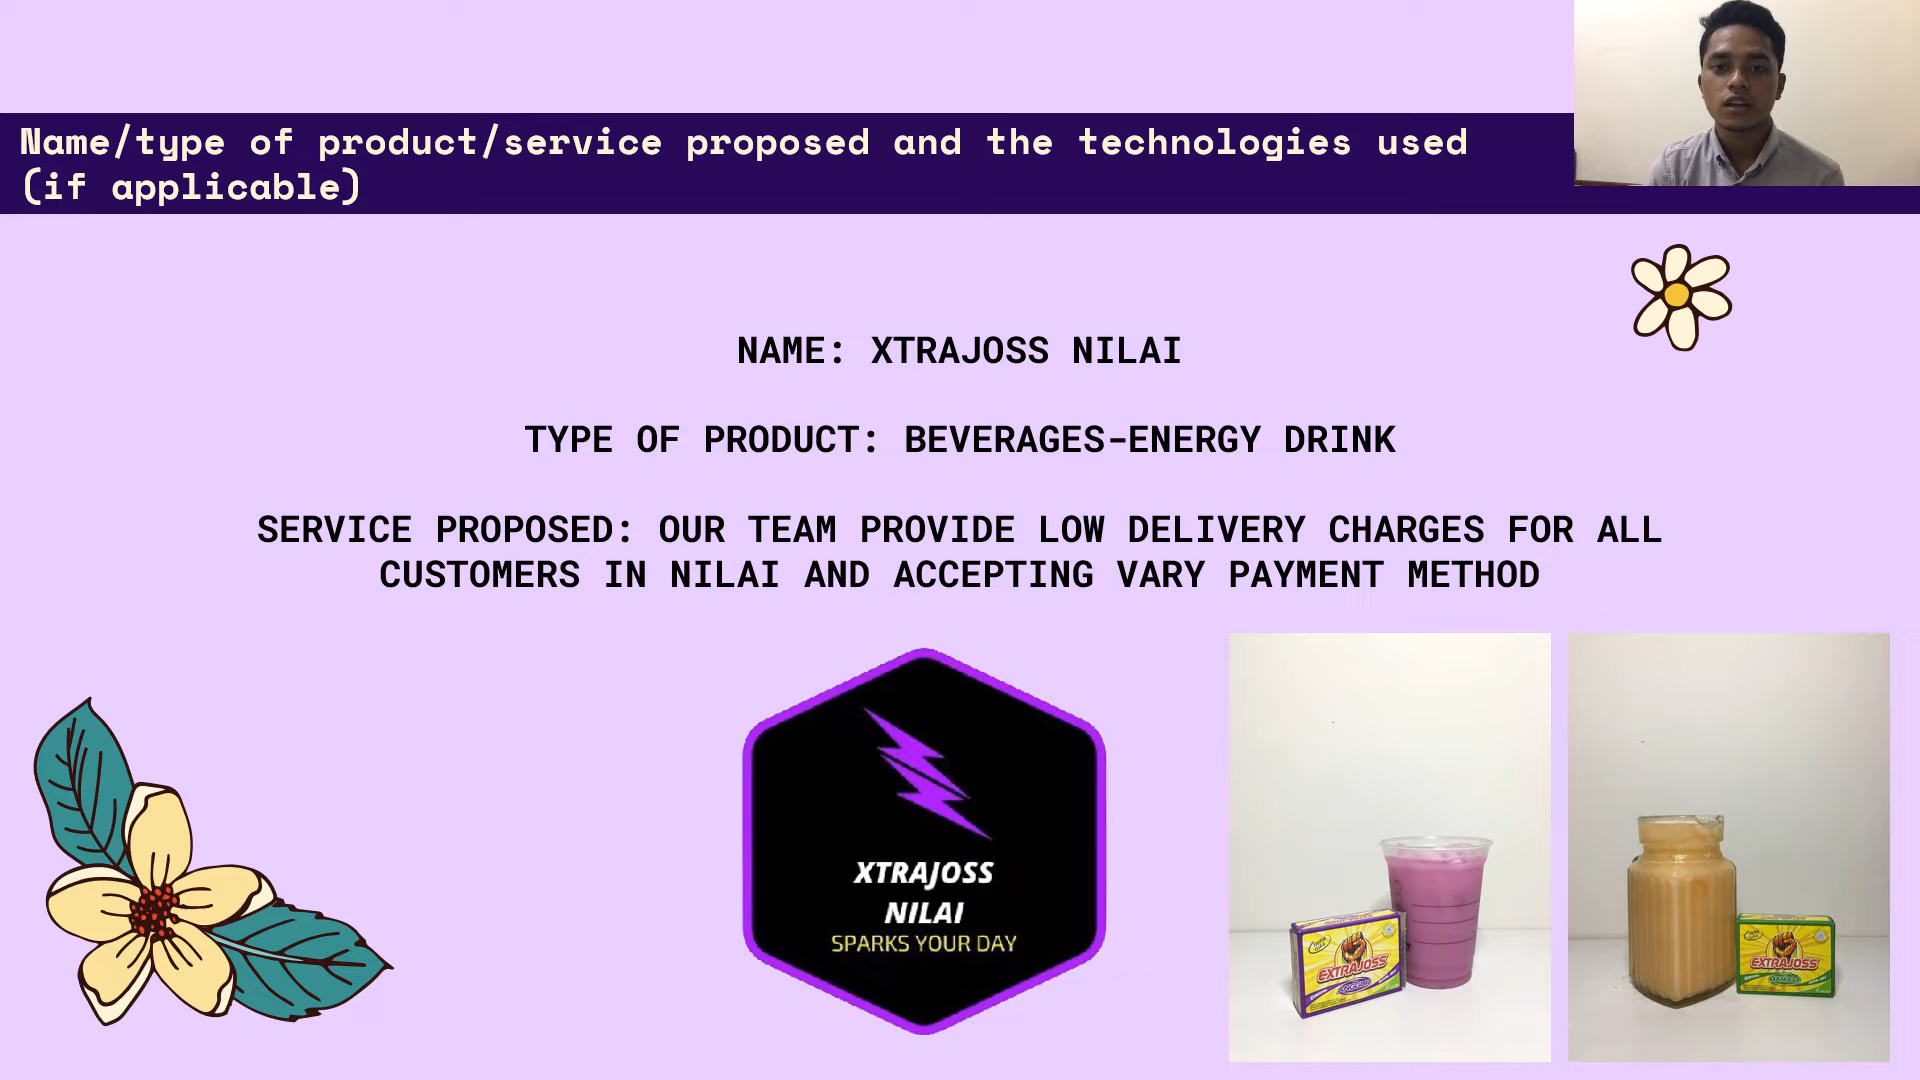 Name/type of product/service proposed and the technologies used
(if applicable)
NAME: XTRAJOSS NILAI
TYPE OF PRODUCT: BEVERAGES-ENERGY DRINK
SERVICE PROPOSED: OUR TEAM PROVIDE LOW DELIVERY CHARGES FOR ALL
CUSTOMERS IN NILAI AND ACCEPTING VARY PAYMENT METHOD
XTRAJOSS
NILAI
SPARKS YOUR DAY
EXTRAJOSS
ANGGUR
EXTRAJOSS